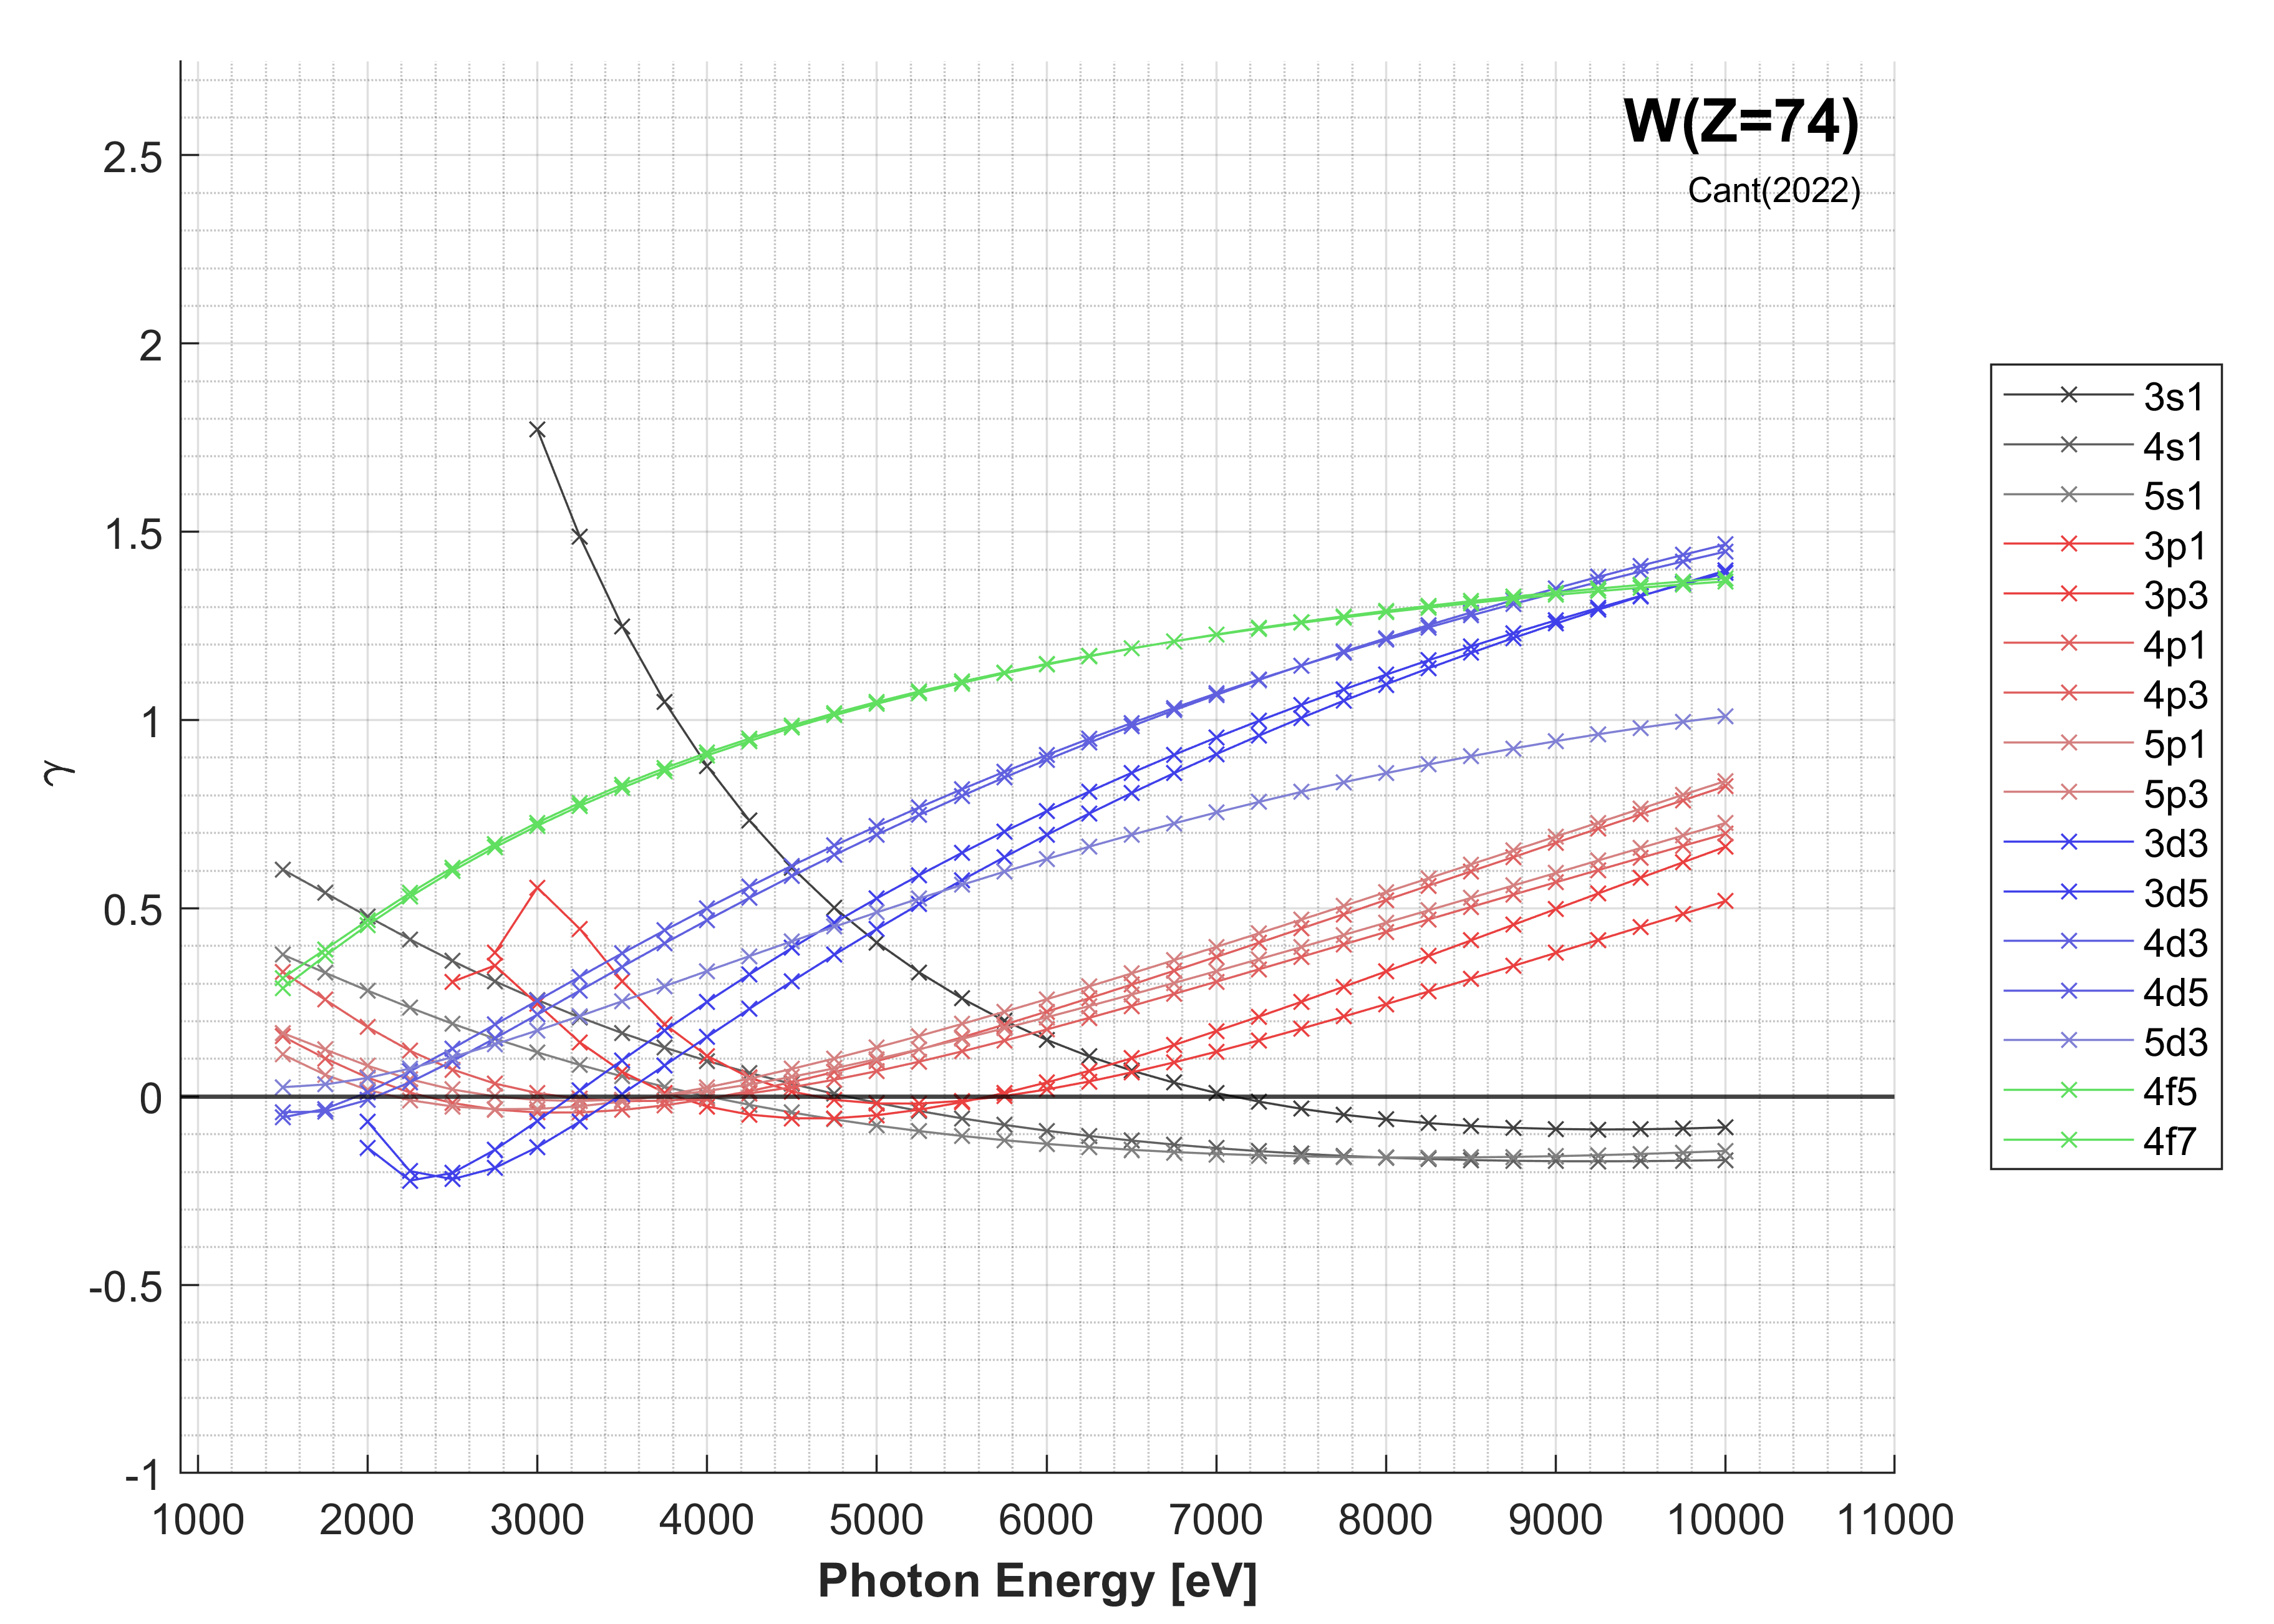 W(Z=74)
Cant(2022)
2.5
2
1.5
1
0.5
0
-0.5
-1
γ
1000 2000 3000 4000 5000 6000 7000 8000 9000 10000 11000
Photon Energy [eV]
3s1
4s1
5s1
3p1
3p3
4p1
4p3
5p1
5p3
3d3
3d5
4d3
4d5
5d3
4f5
4f7